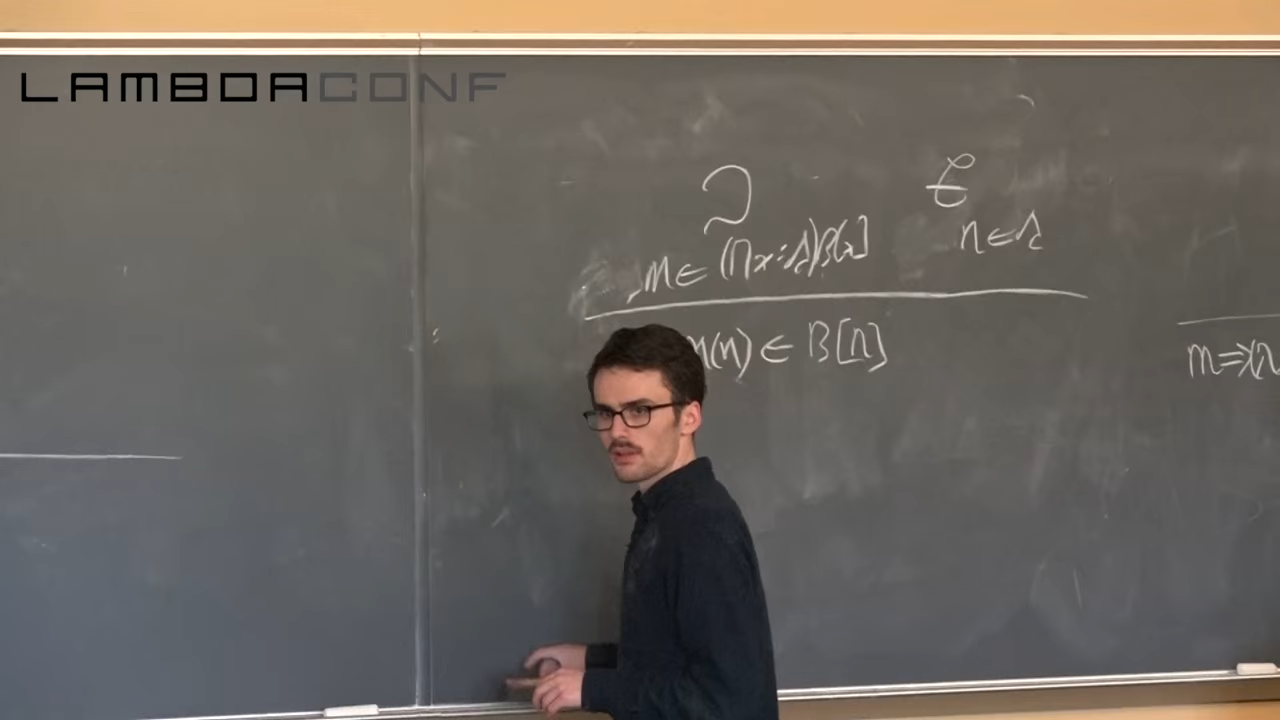 LAMBDACONF
D E
M ∈ (Πx:A)B[x] n ∈ A
(n) ∈ B[n]
m⇒